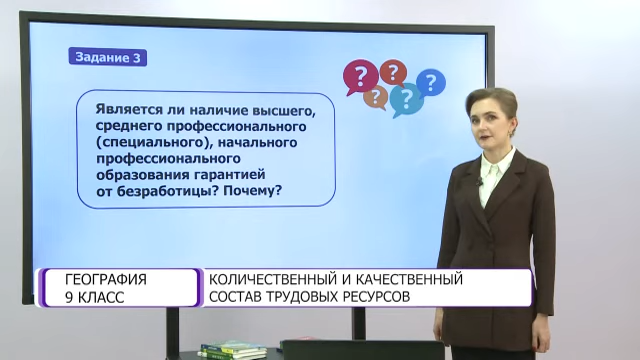 Задание 3
Является ли наличие высшего,
среднего профессионального
(специального), начального
профессионального
образования гарантией
от безработицы? Почему?
ГЕОГРАФИЯ
9 КЛАСС
КОЛИЧЕСТВЕННЫЙ И КАЧЕСТВЕННЫЙ
СОСТАВ ТРУДОВЫХ РЕСУРСОВ